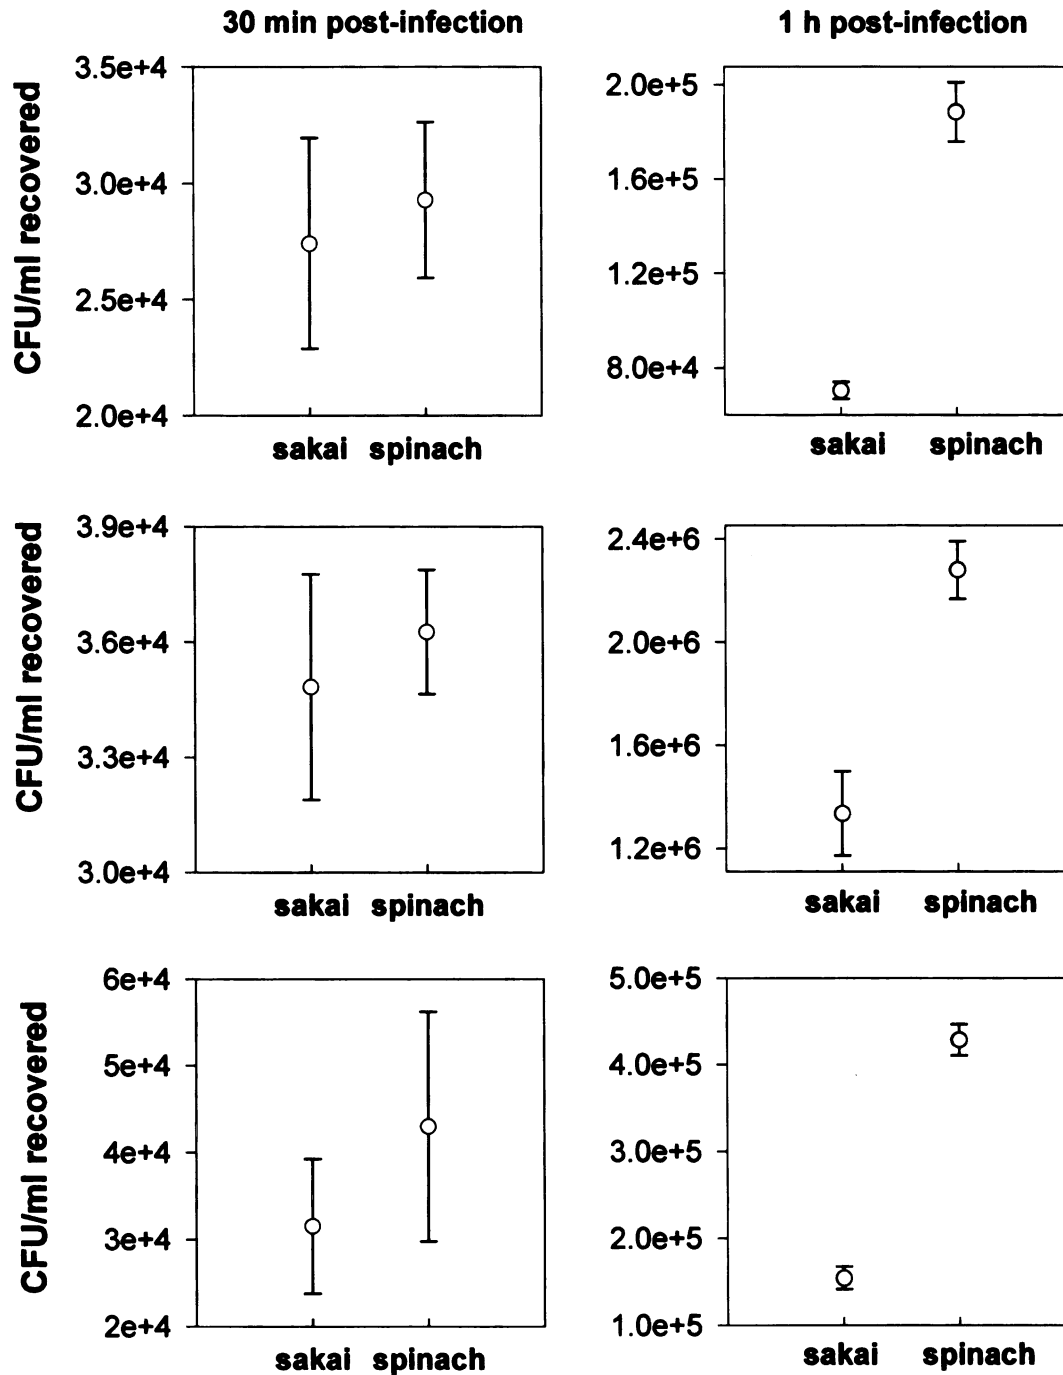 30 min post-infection
1 h post-infection
CFU/ml recovered
3.5e+4
3.0e+4
2.5e+4
2.0e+4
sakai spinach
2.0e+5
1.6e+5
1.2e+5
8.0e+4
sakai spinach
CFU/ml recovered
3.9e+4
3.6e+4
3.3e+4
3.0e+4
sakai spinach
2.4e+6
2.0e+6
1.6e+6
1.2e+6
sakai spinach
CFU/ml recovered
6e+4
5e+4
4e+4
3e+4
2e+4
sakai spinach
5.0e+5
4.0e+5
3.0e+5
2.0e+5
1.0e+5
sakai spinach